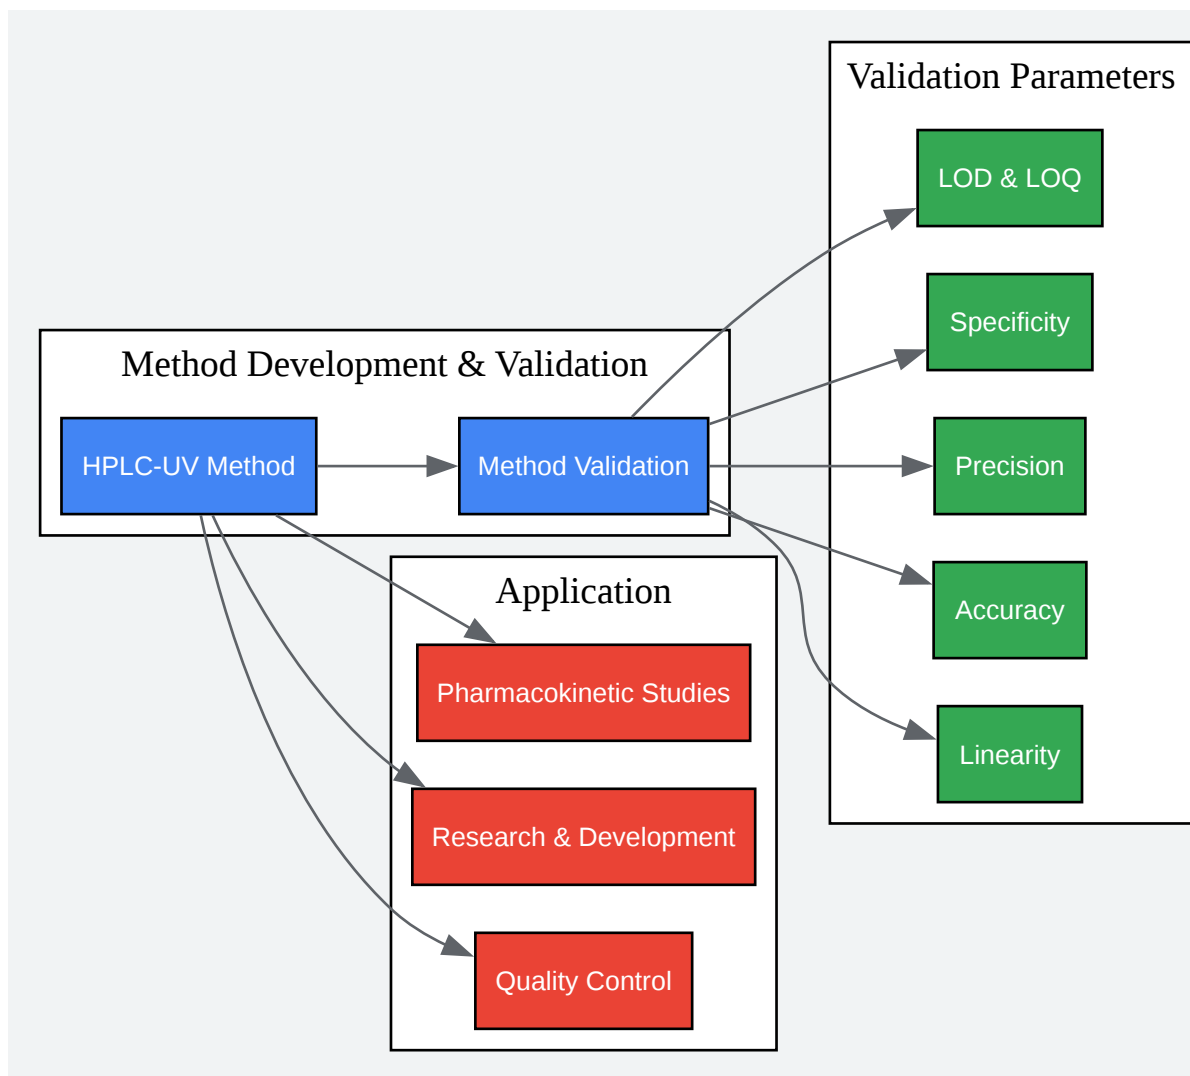 Validation Parameters
LOD & LOQ
Specificity
Method Development & Validation
HPLC-UV Method
Method Validation
Precision
Application
Accuracy
Pharmacokinetic Studies
Linearity
Research & Development
Quality Control